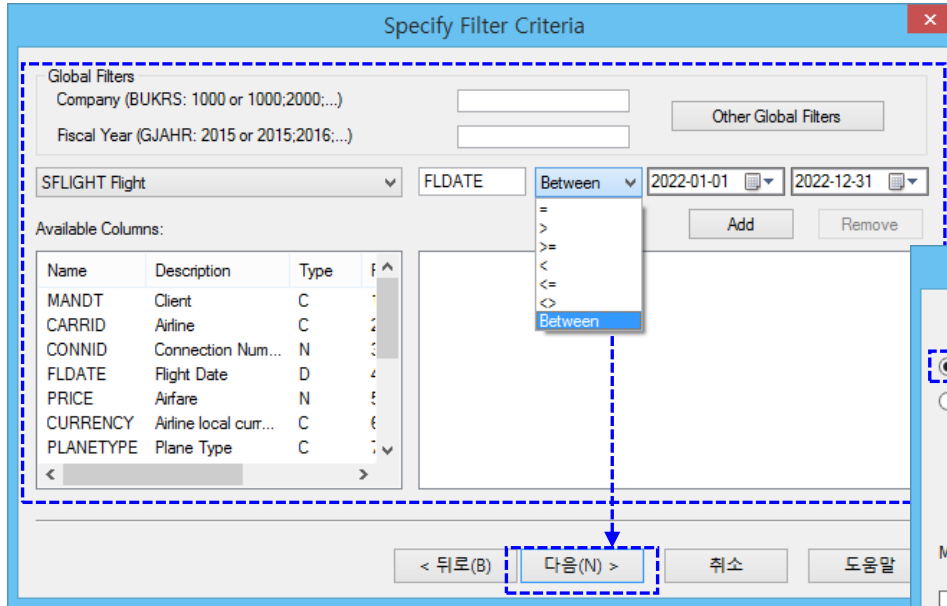 Specify Filter Criteria
Global Filters
Company (BUKRS: 1000 or 1000;2000;...)
Other Global Filters
Fiscal Year (GJAHR: 2015 or 2015;2016;...)
SFLIGHT Flight
FLDATE
Between
2022-01-01
2022-12-31
=
>
>=
<
<=
<>
Between
Add
Remove
Available Columns:
Name Description Type
MANDT Client C
CARRID Airline C
CONNID Connection Num... N
FLDATE Flight Date D
PRICE Airfare N
CURRENCY Airline local curr... C
PLANETYPE Plane Type C
< 뒤로(B)
다음(N) >
취소
도움말